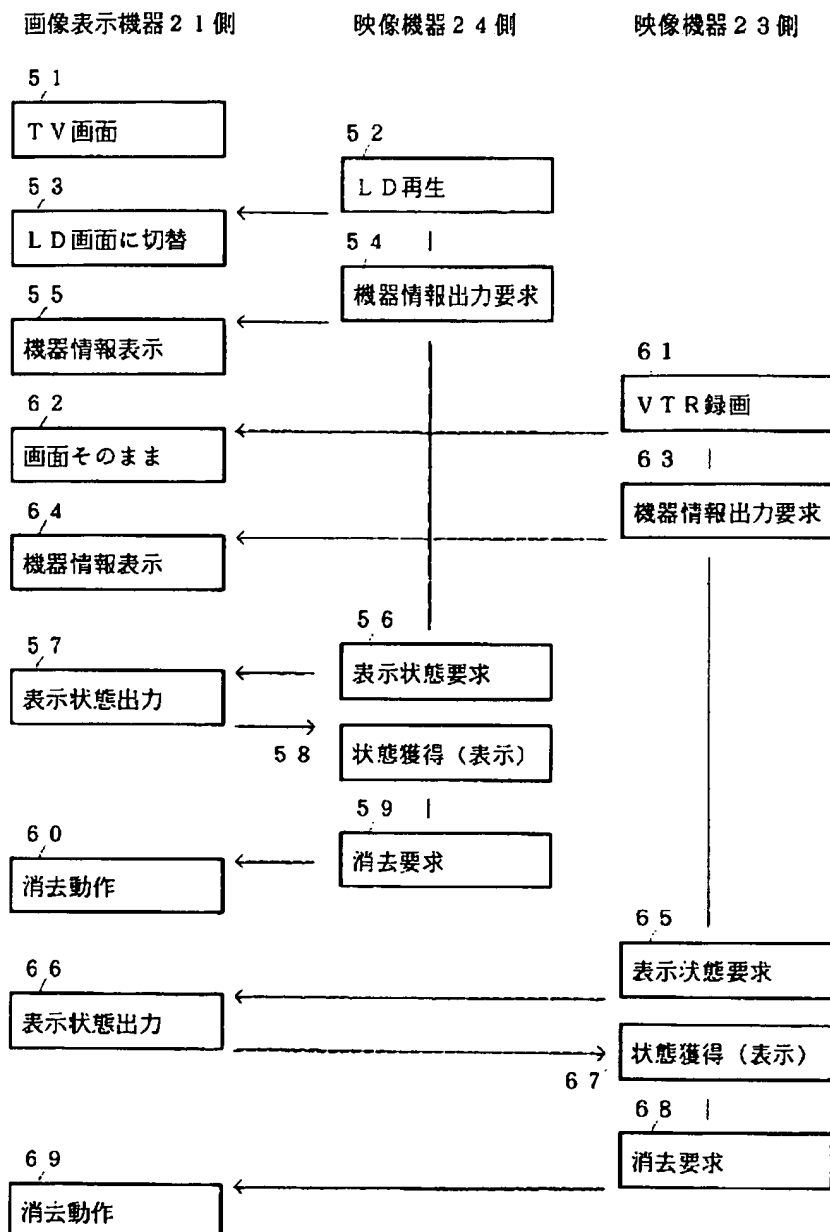 画像表示機器21側 映像機器24側 映像機器23側
51
TV画面
52
LD再生
53
LD画面に切替
54
機器情報出力要求
55
機器情報表示
61
VTR録画
62
画面そのまま
63
機器情報出力要求
64
機器情報表示
56
表示状態要求
57
表示状態出力
58
状態獲得(表示)
59
消去要求
60
消去動作
65
表示状態要求
66
表示状態出力
67
状態獲得(表示)
68
消去要求
69
消去動作